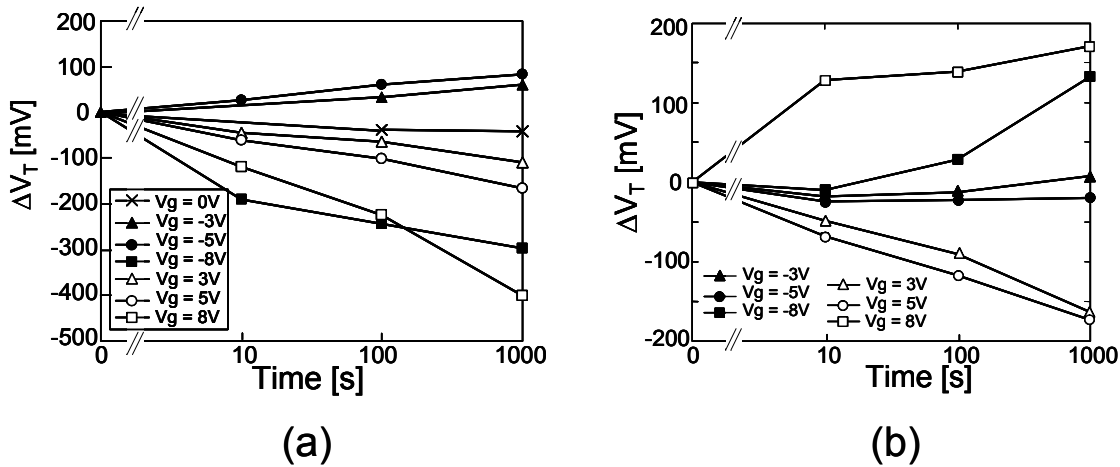 200
100
0
-100
-200
-300
-400
-500
ΔV_T [mV]
Vg = 0V
Vg = -3V
Vg = -5V
Vg = -8V
Vg = 3V
Vg = 5V
Vg = 8V
0 10 100 1000
Time [s]
(a)
200
100
0
-100
-200
ΔV_T [mV]
Vg = -3V
Vg = -5V
Vg = -8V
Vg = 3V
Vg = 5V
Vg = 8V
0 10 100 1000
Time [s]
(b)